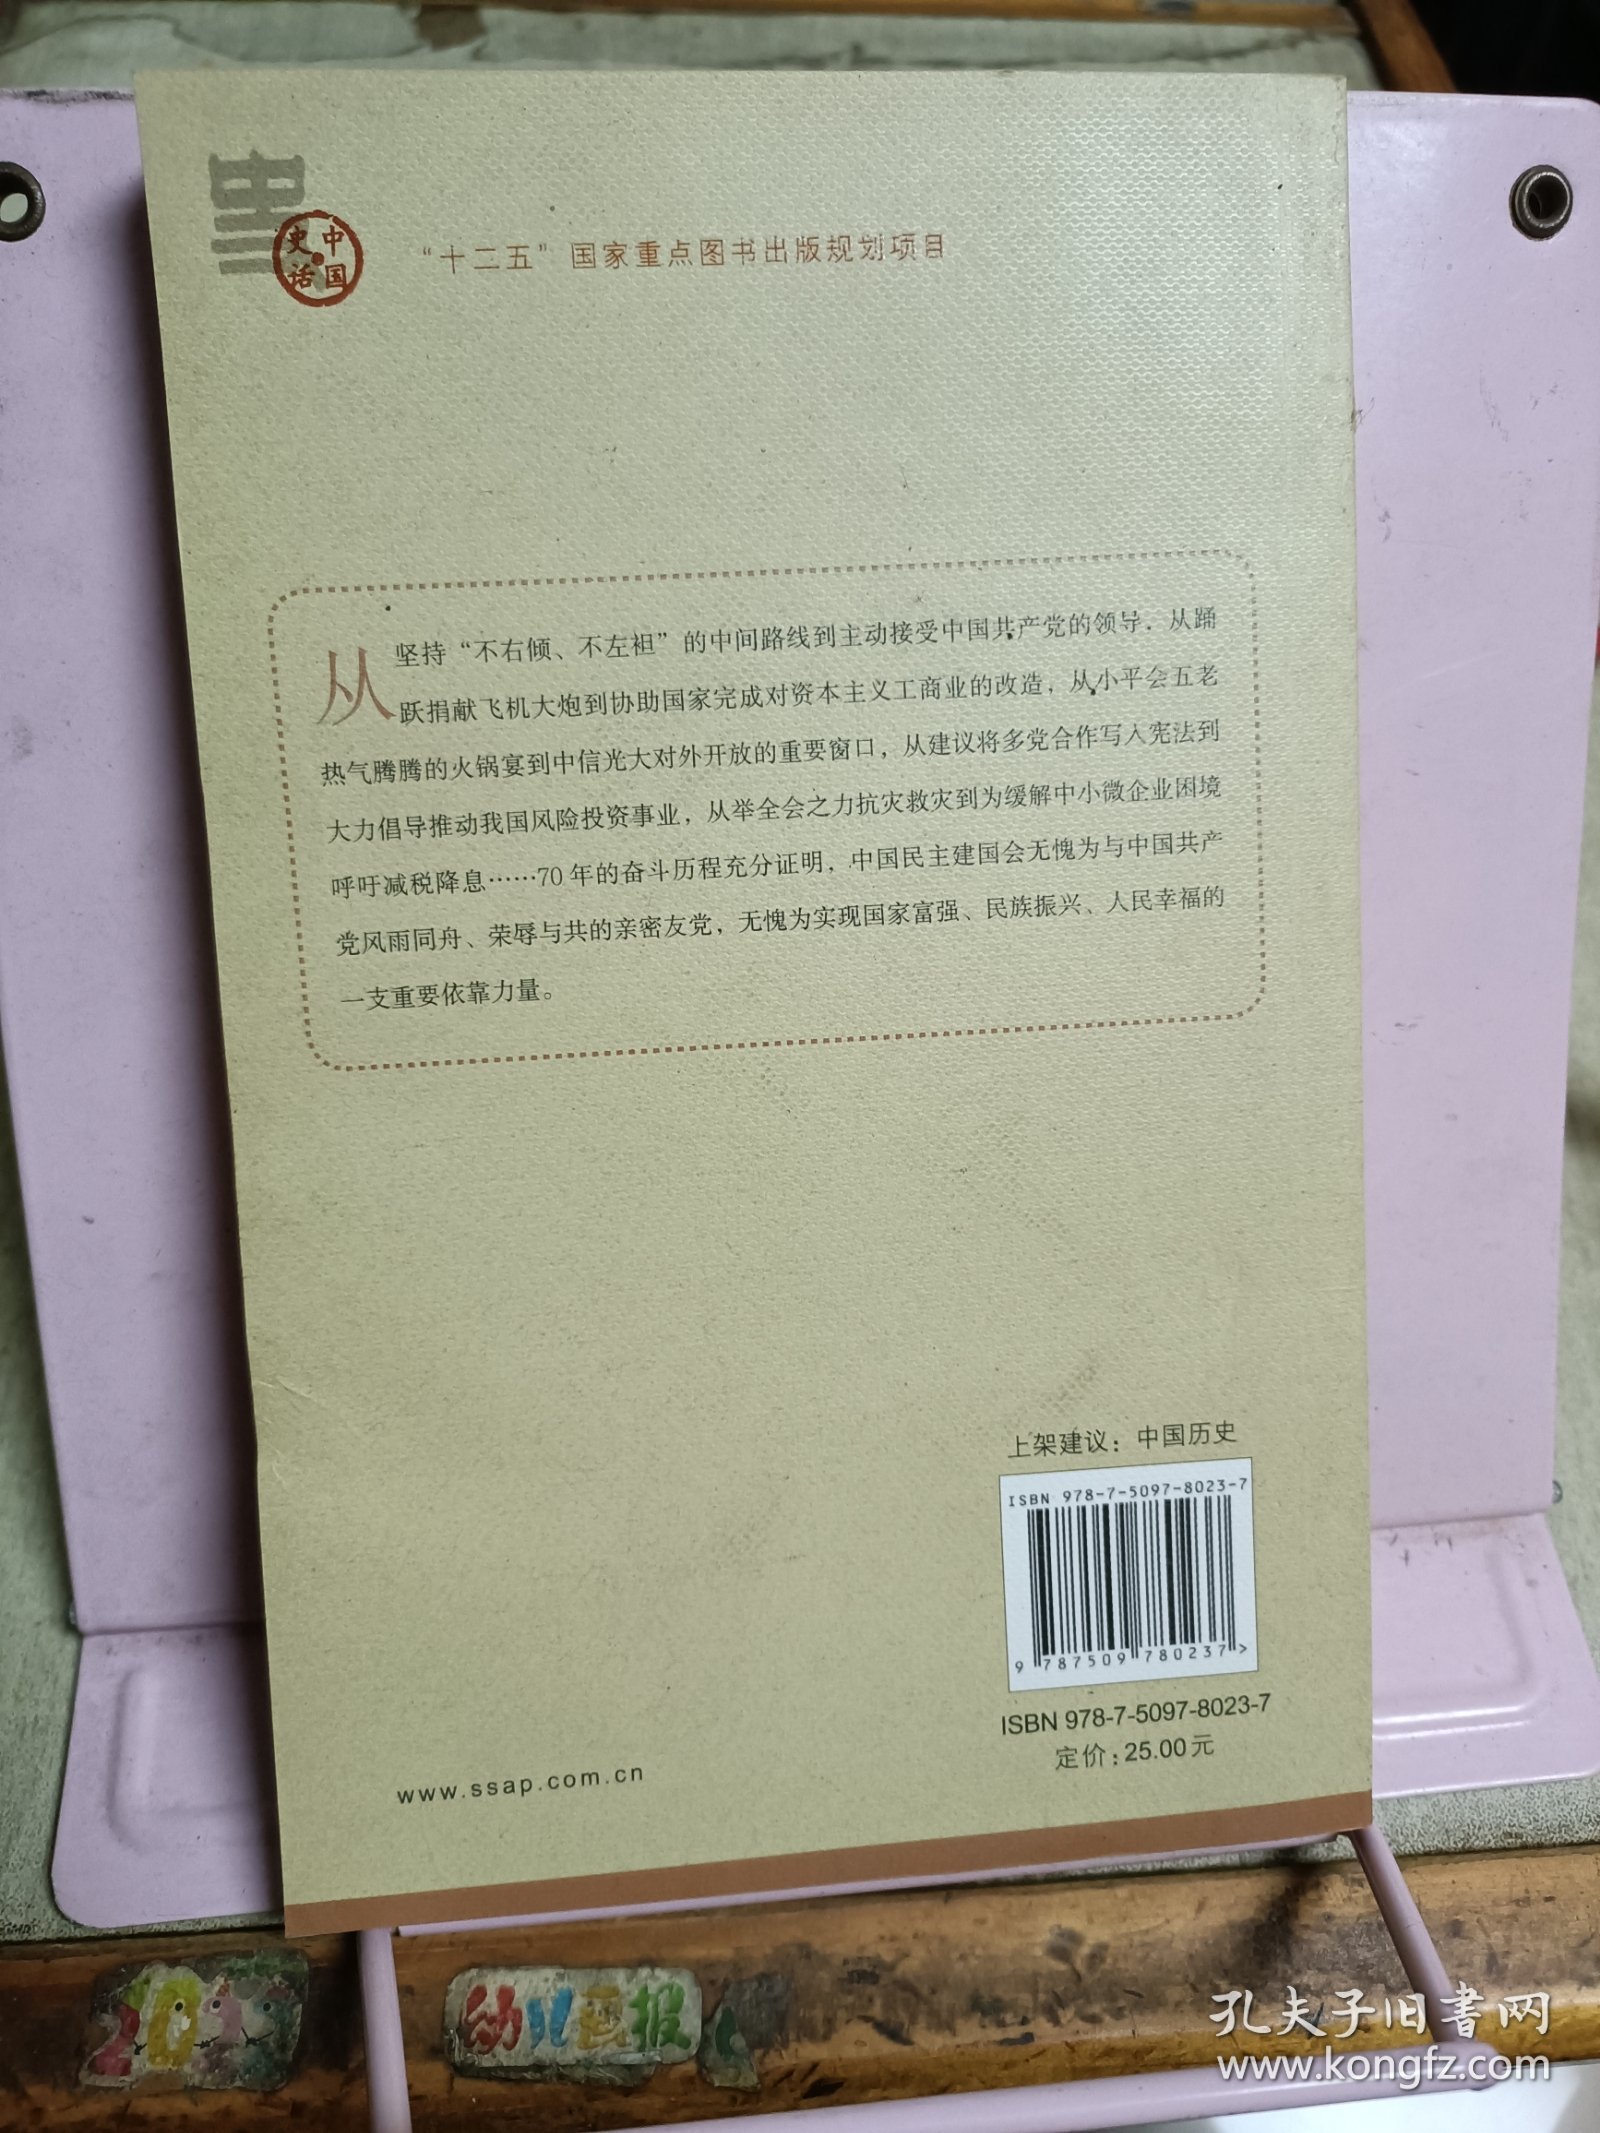 中国
史话
“十二五”国家重点图书出版规划项目
从坚持“不右倾、不左袒”的中间路线到主动接受中国共产党的领导，从踊
跃捐献飞机大炮到协助国家完成对资本主义工商业的改造，从小平会五老
热气腾腾的火锅宴到中信光大对外开放的重要窗口，从建议将多党合作写入宪法到
大力倡导推动我国风险投资事业，从举全会之力抗灾救灾到为缓解中小微企业困境
呼吁减税降息……70年的奋斗历程充分证明，中国民主建国会无愧为与中国共产
党风雨同舟、荣辱与共的亲密友党，无愧为实现国家富强、民族振兴、人民幸福的
一支重要依靠力量。
上架建议：中国历史
ISBN 978-7-5097-8023-7
9 787509 780237 >
ISBN 978-7-5097-8023-7
定价：25.00元
www.ssap.com.cn
幼儿画报
孔夫子旧書网
www.kongfz.com